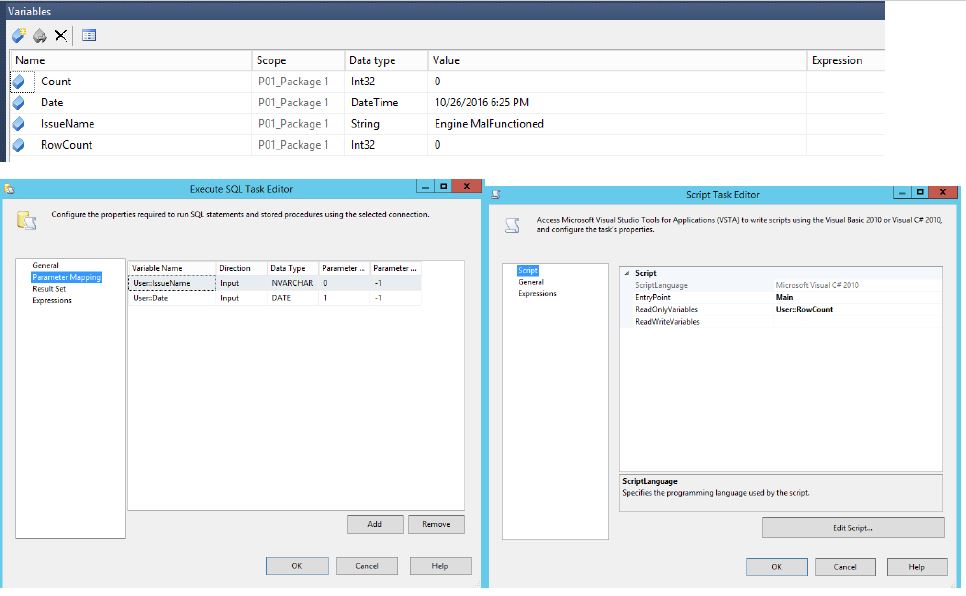 Variables
Name Scope Data type Value Expression
Count P01_Package 1 Int32 0
Date P01_Package 1 DateTime 10/26/2016 6:25 PM
IssueName P01_Package 1 String Engine MalFunctioned
RowCount P01_Package 1 Int32 0
Execute SQL Task Editor
Configure the properties required to run SQL statements and stored procedures using the selected connection.
General
Parameter Mapping
Result Set
Expressions
Variable Name Direction Data Type Parameter ... Parameter ...
User::IssueName Input NVARCHAR 0 -1
User::Date Input DATE 1 -1
Add Remove
OK Cancel Help
Script Task Editor
Access Microsoft Visual Studio Tools for Applications (VSTA) to write scripts using the Visual Basic 2010 or Visual C# 2010,
and configure the task's properties.
Script
General
Expressions
Script
ScriptLanguage Microsoft Visual C# 2010
EntryPoint Main
ReadOnlyVariables User::RowCount
ReadWriteVariables
ScriptLanguage
Specifies the programming language used by the script.
Edit Script...
OK Cancel Help